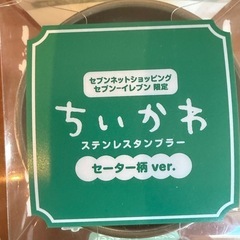 セブンネットショッピング
セブン-イレブン 限定
ちいかわ
ステンレスタンブラー
セーター柄 ver.